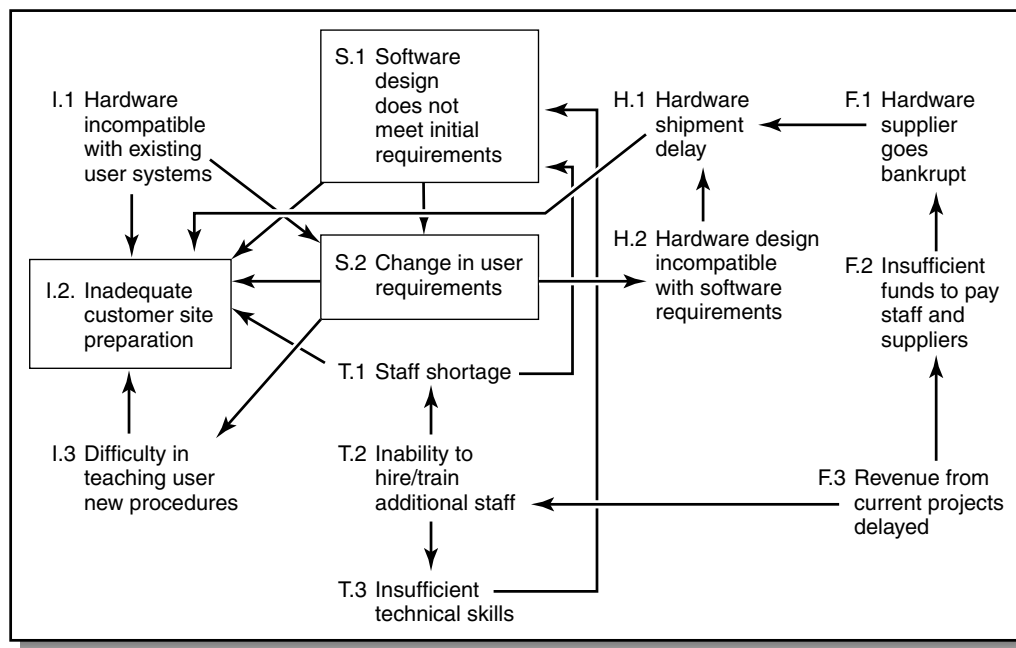 S.1 Software
design
does not
meet initial
requirements
I.1 Hardware
incompatible
with existing
user systems
H.1 Hardware
shipment
delay
F.1 Hardware
supplier
goes
bankrupt
I.2. Inadequate
customer site
preparation
S.2 Change in user
requirements
H.2 Hardware design
incompatible
with software
requirements
F.2 Insufficient
funds to pay
staff and
suppliers
T.1 Staff shortage
I.3 Difficulty in
teaching user
new procedures
T.2 Inability to
hire/train
additional staff
F.3 Revenue from
current projects
delayed
T.3 Insufficient
technical skills